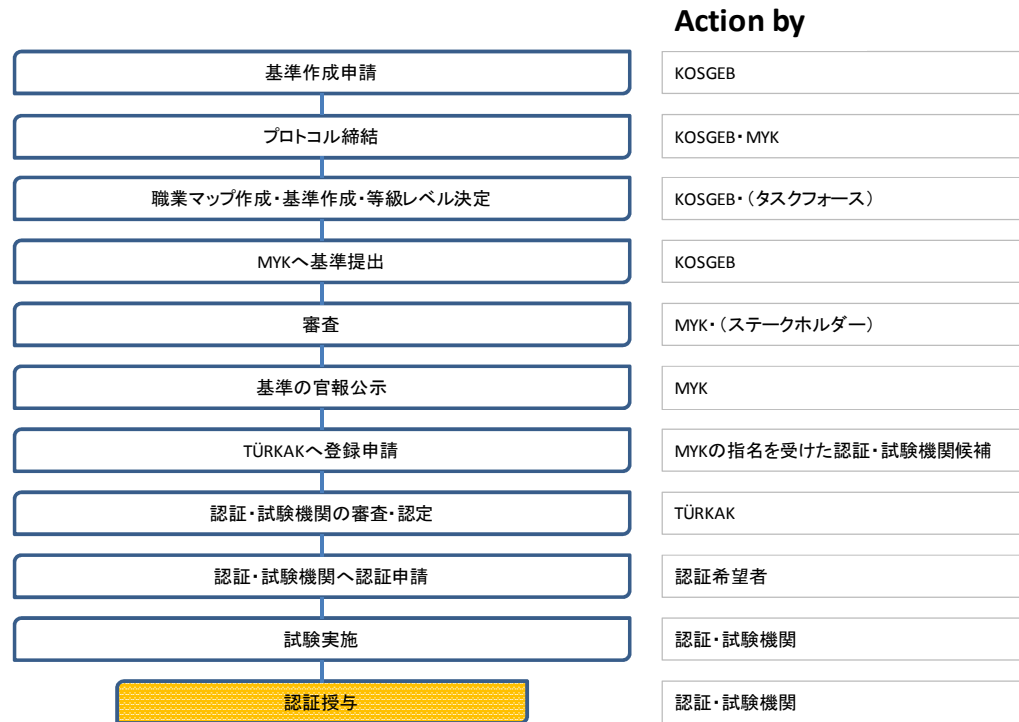 Action by
基準作成申請
KOSGEB
プロトコル締結
KOSGEB・MYK
職業マップ作成・基準作成・等級レベル決定
KOSGEB・（タスクフォース）
MYKへ基準提出
KOSGEB
審査
MYK・（ステークホルダー）
基準の官報公示
MYK
TÜRKAKへ登録申請
MYKの指名を受けた認証・試験機関候補
認証・試験機関の審査・認定
TÜRKAK
認証・試験機関へ認証申請
認証希望者
試験実施
認証・試験機関
認証授与
認証・試験機関